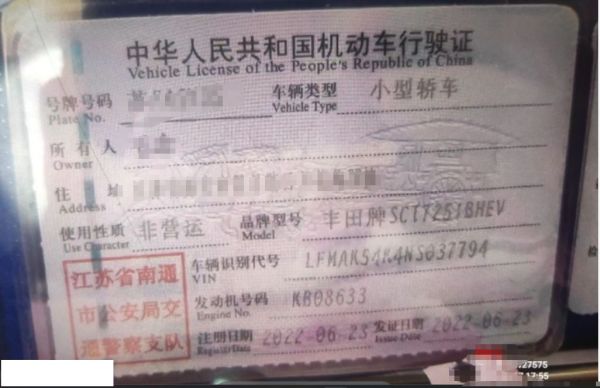 中华人民共和国机动车行驶证
Vehicle License of the People's Republic of China
号牌号码 车辆类型 小型轿车
Plate No. Vehicle Type
所有人
Owner
住 址
Address
使用性质 非营运 品牌型号 丰田牌SCT7251BHEV
Use Character Model
江苏省南通
市公安局交
通警察支队
车辆识别代号 LFMAK54K4NS037794
VIN
发动机号码 KB08633
Engine No.
注册日期 2022-06-23 发证日期 2022-06-23
Register Date Issue Date
27575
17:55